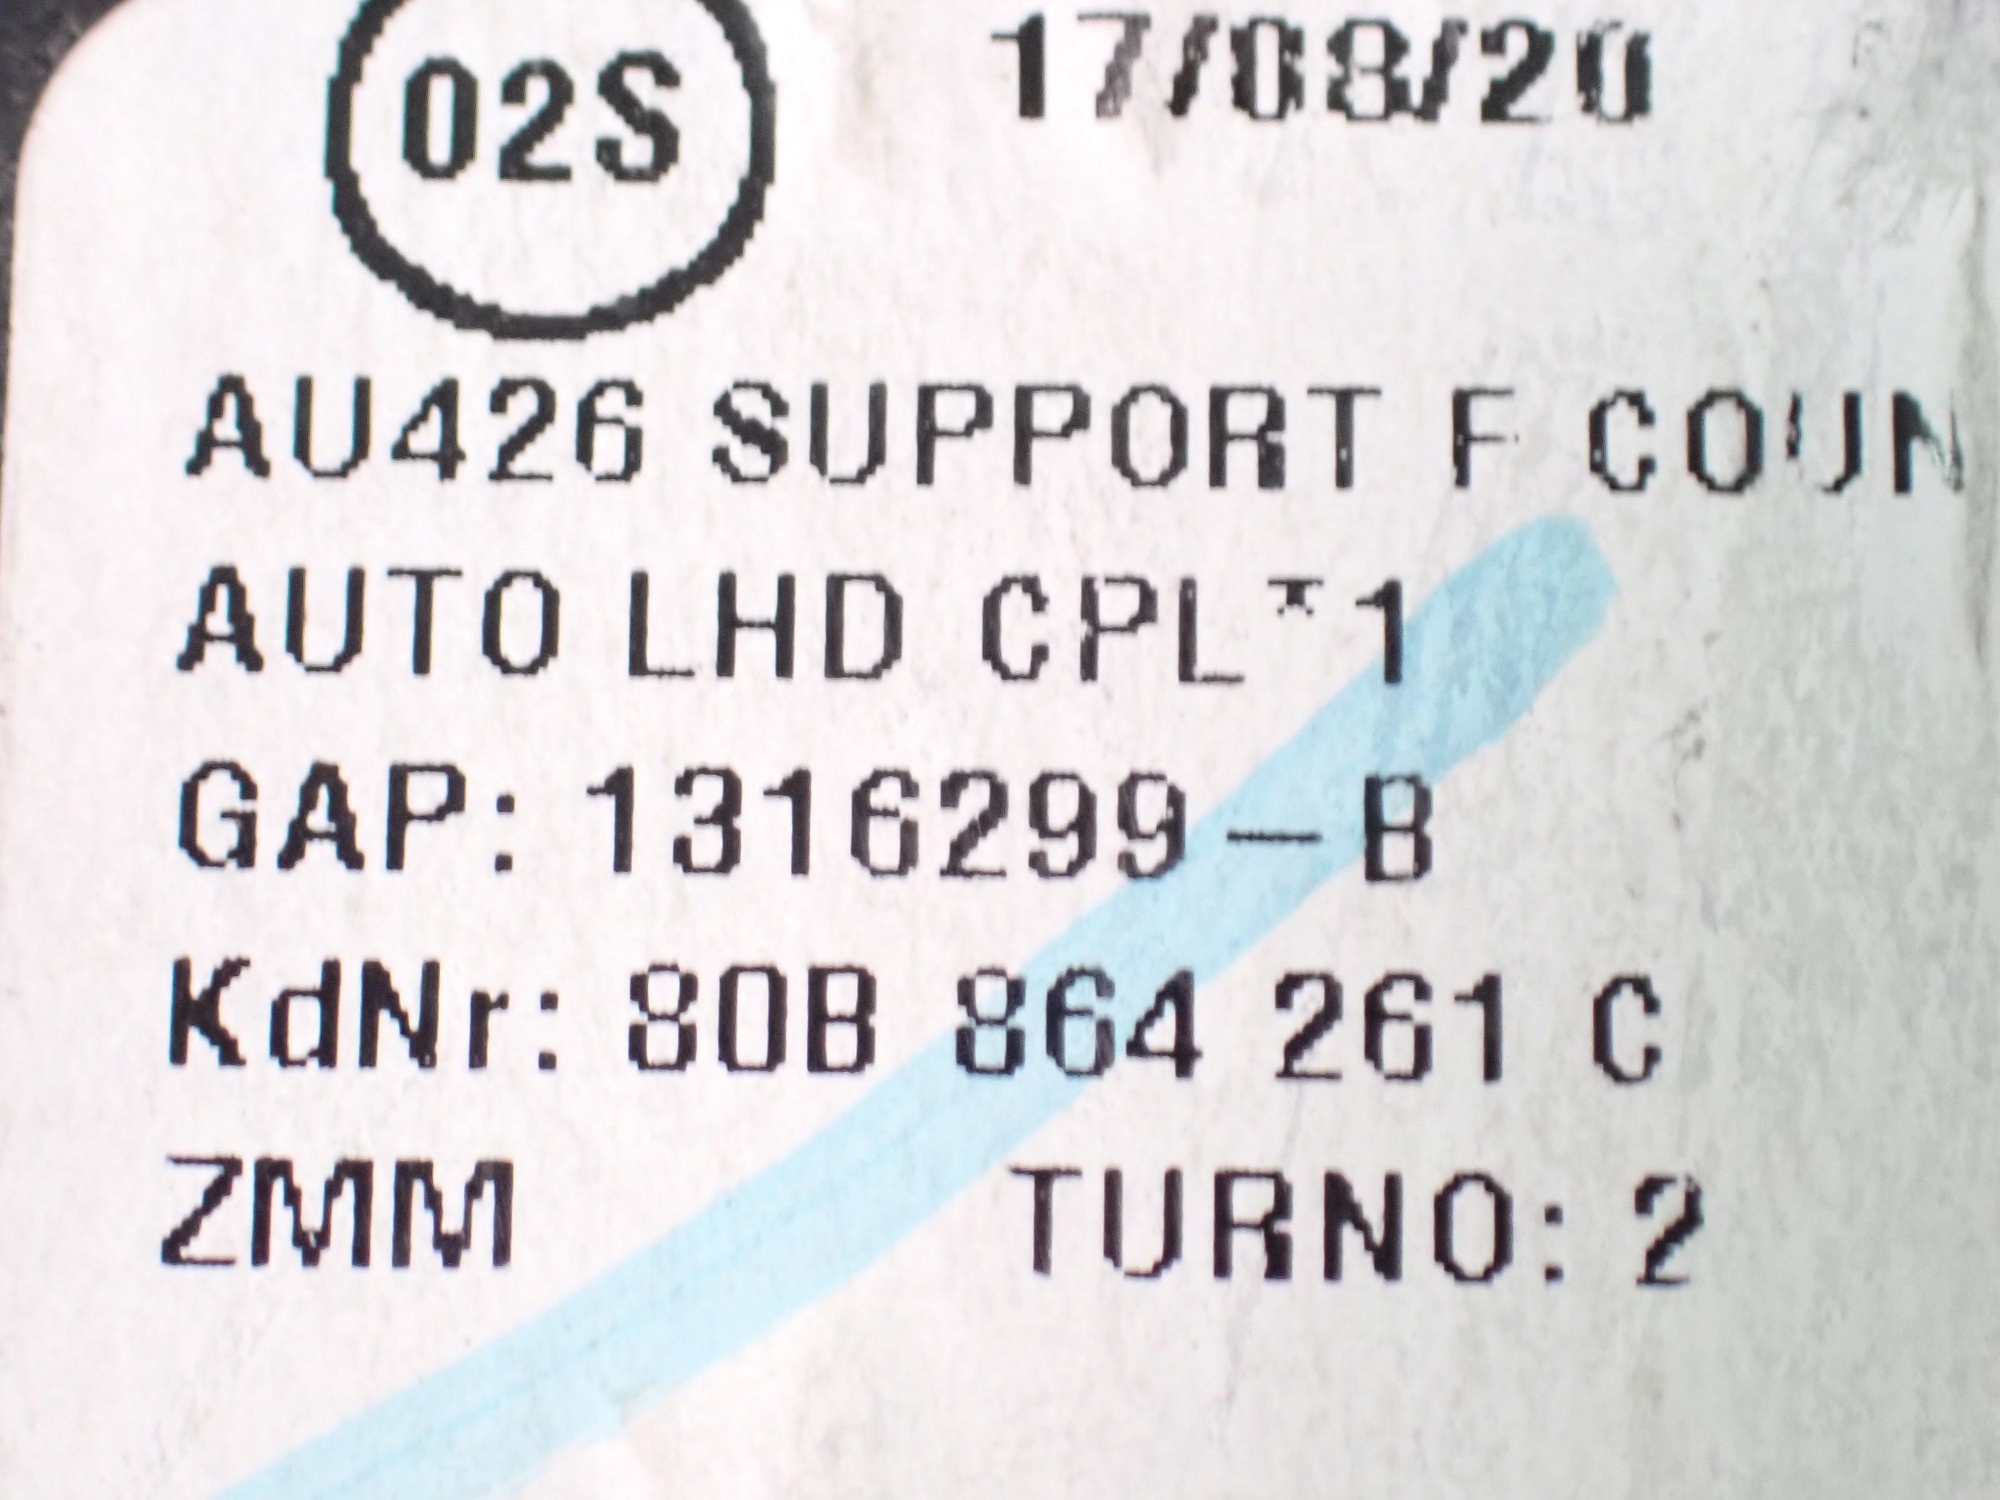 02S 17/08/20
AU426 SUPPORT F COUN
AUTO LHD CPL*1
GAP: 1316299-B
KdNr: 80B 864 261 C
ZMM TURNO: 2